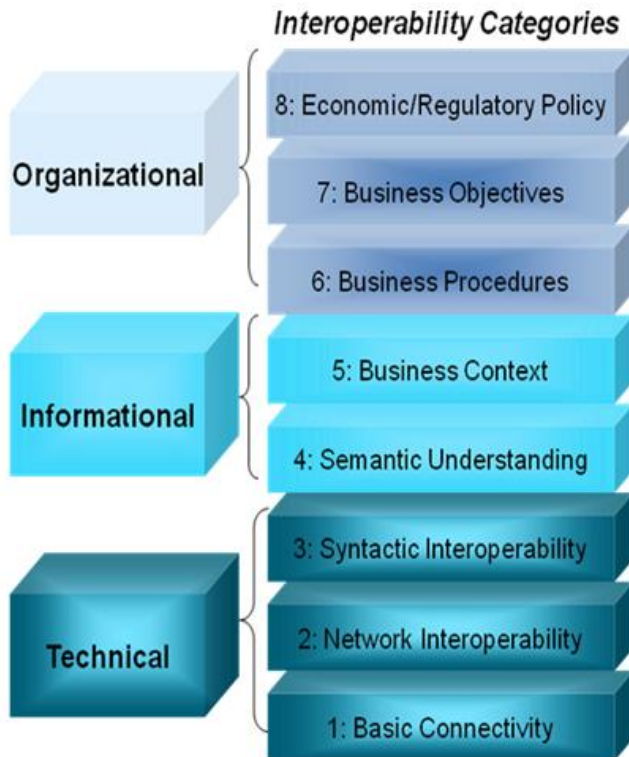 Interoperability Categories
Organizational
8: Economic/Regulatory Policy
7: Business Objectives
6: Business Procedures
Informational
5: Business Context
4: Semantic Understanding
Technical
3: Syntactic Interoperability
2: Network Interoperability
1: Basic Connectivity